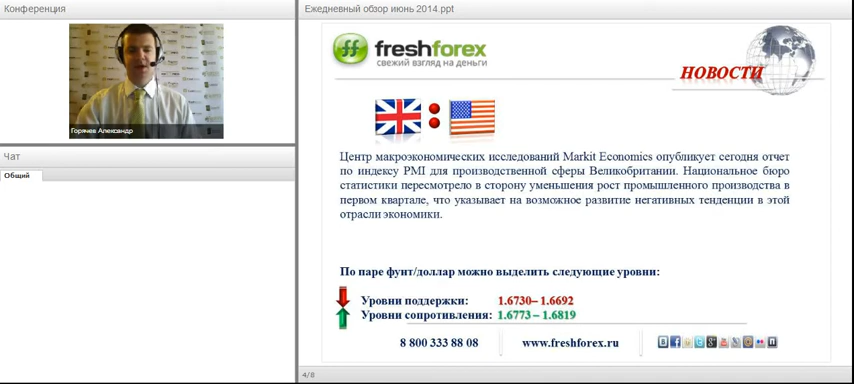 Конференция
Горячев Александр
Чат
Общий
Ежедневный обзор июнь 2014.ppt
freshforex
свежий взгляд на деньги
НОВОСТИ
Центр макроэкономических исследований Markit Economics опубликует сегодня отчет
по индексу PMI для производственной сферы Великобритании. Национальное бюро
статистики пересмотрело в сторону уменьшения рост промышленного производства в
первом квартале, что указывает на возможное развитие негативных тенденции в этой
отрасли экономики.
По паре фунт/доллар можно выделить следующие уровни:
Уровни поддержки: 1.6730– 1.6692
Уровни сопротивления: 1.6773 – 1.6819
8 800 333 88 08
www.freshforex.ru
4/8